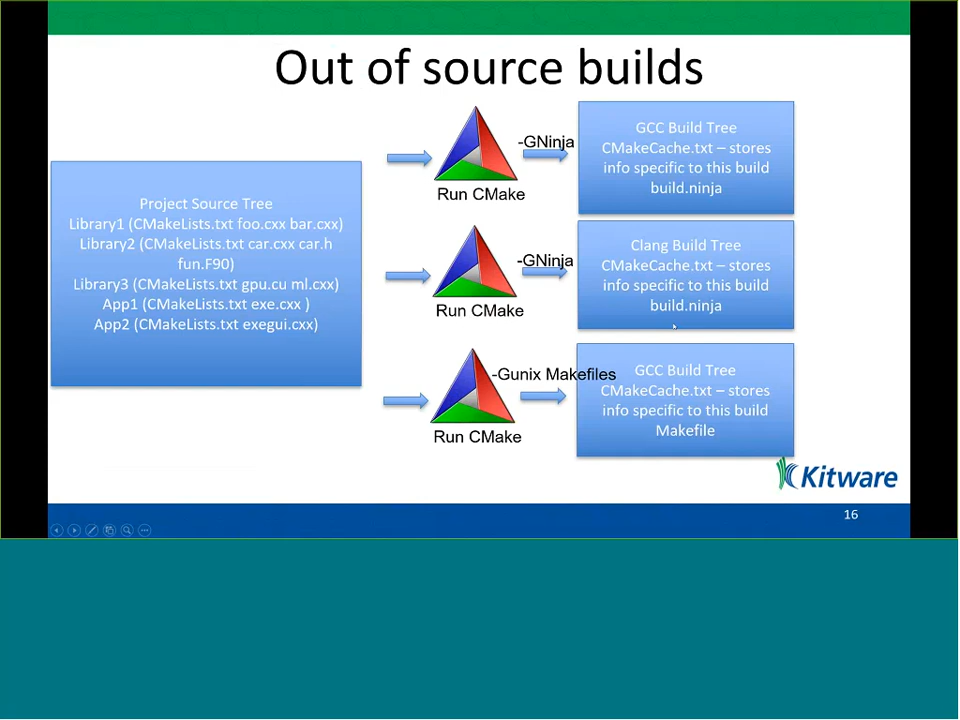 Out of source builds
Project Source Tree
Library1 (CMakeLists.txt foo.cxx bar.cxx)
Library2 (CMakeLists.txt car.cxx car.h
fun.F90)
Library3 (CMakeLists.txt gpu.cu ml.cxx)
App1 (CMakeLists.txt exe.cxx )
App2 (CMakeLists.txt exegui.cxx)
-GNinja
Run CMake
GCC Build Tree
CMakeCache.txt – stores
info specific to this build
build.ninja
-GNinja
Run CMake
Clang Build Tree
CMakeCache.txt – stores
info specific to this build
build.ninja
-Gunix Makefiles
Run CMake
GCC Build Tree
CMakeCache.txt – stores
info specific to this build
Makefile
Kitware
16